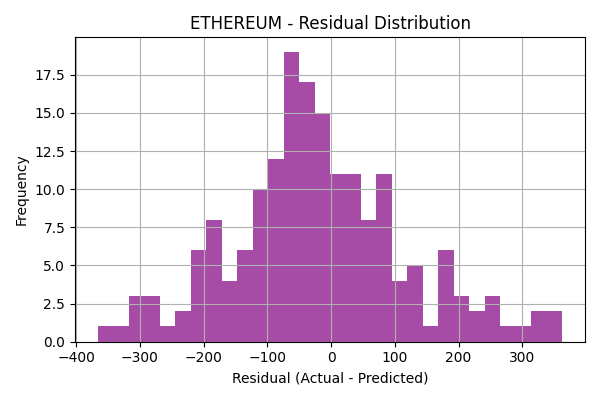 ETHEREUM - Residual Distribution
17.5
15.0
12.5
10.0
7.5
5.0
2.5
0.0
Frequency
−400 −300 −200 −100 0 100 200 300
Residual (Actual - Predicted)